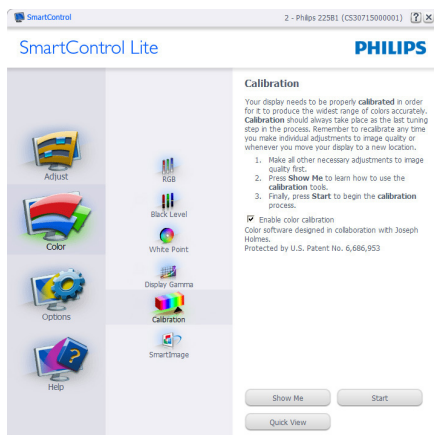 SmartControl
2 - Philips 225B1 (CS30715000001)
SmartControl Lite
PHILIPS
Adjust
Color
Options
Help
RGB
Black Level
White Point
Display Gamma
Calibration
SmartImage
Calibration
Your display needs to be properly calibrated in order
for it to produce the widest range of colors accurately.
Calibration should always take place as the last tuning
step in the process. Remember to recalibrate any time
you make individual adjustments to image quality or
whenever you move your display to a new location.
1. Make all other necessary adjustments to image
quality first.
2. Press Show Me to learn how to use the
calibration tools.
3. Finally, press Start to begin the calibration
process.
Enable color calibration
Color software designed in collaboration with Joseph
Holmes.
Protected by U.S. Patent No. 6,686,953
Show Me
Start
Quick View